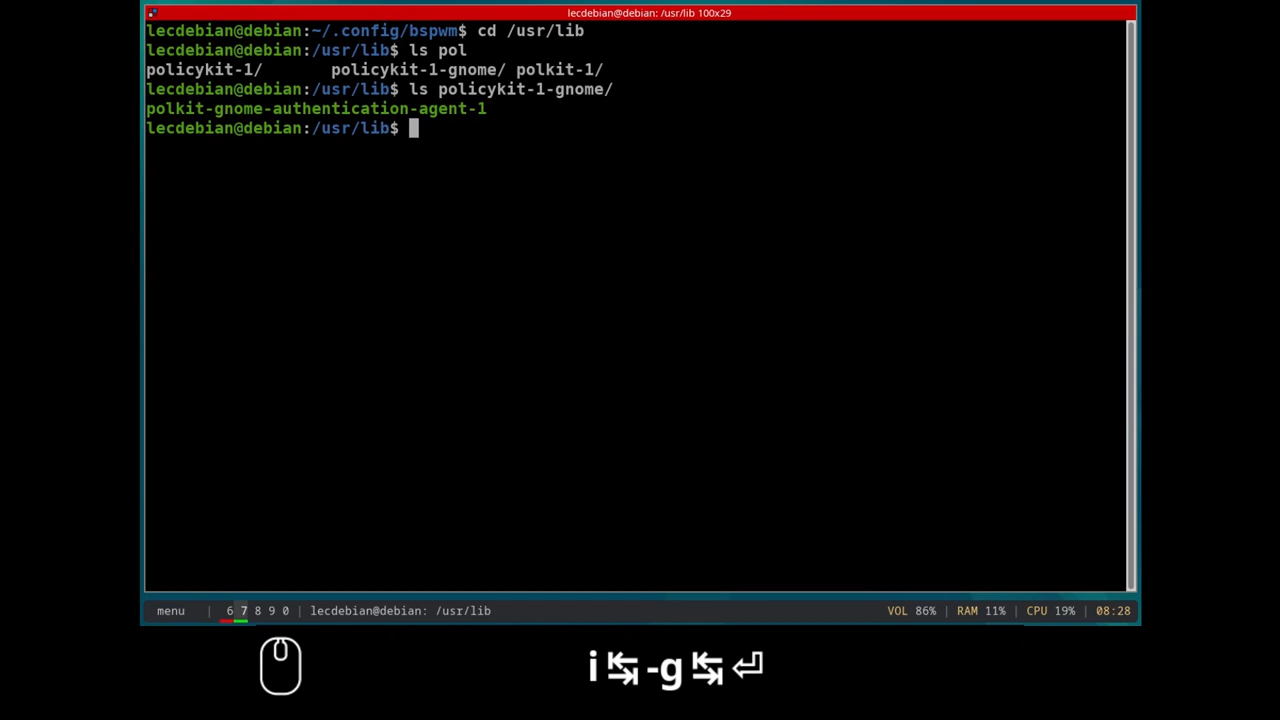 lecdebian@debian: /usr/lib 100x29
lecdebian@debian:~/.config/bspwm$ cd /usr/lib
lecdebian@debian:/usr/lib$ ls pol
policykit-1/ policykit-1-gnome/ polkit-1/
lecdebian@debian:/usr/lib$ ls policykit-1-gnome/
polkit-gnome-authentication-agent-1
lecdebian@debian:/usr/lib$
menu | 6 7 8 9 0 | lecdebian@debian: /usr/lib VOL 86% | RAM 11% | CPU 19% | 08:28
i↹-g↹⏎